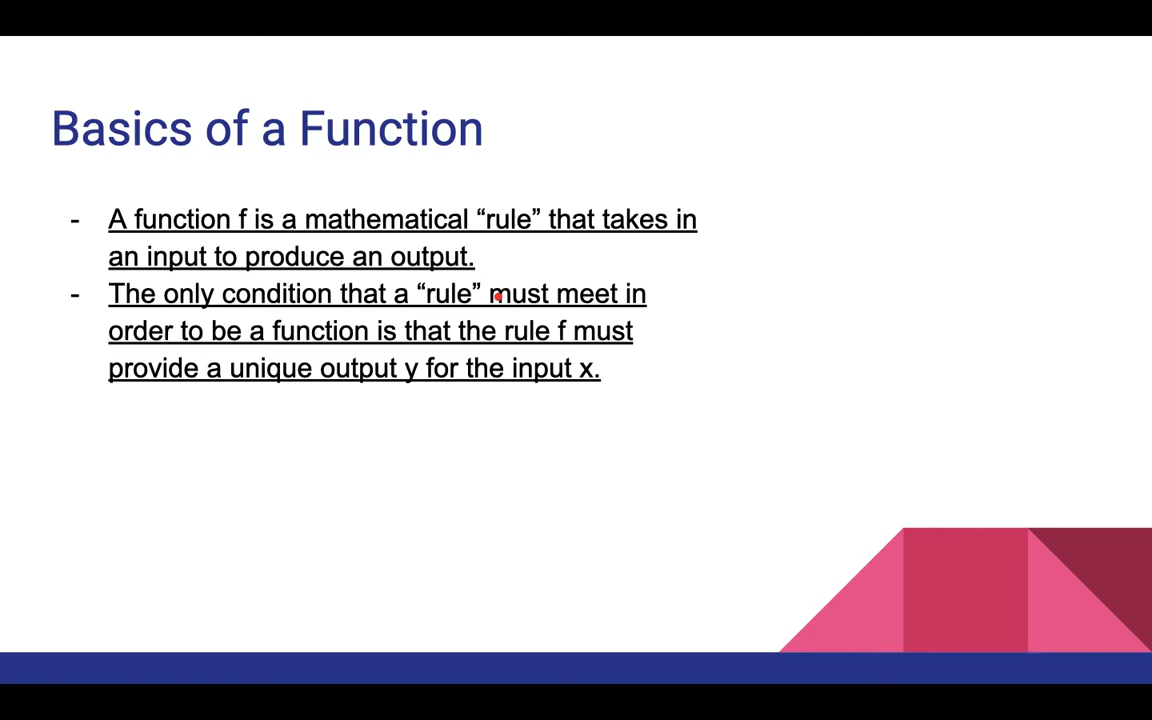 Basics of a Function
- A function f is a mathematical “rule” that takes in
an input to produce an output.
- The only condition that a “rule” must meet in
order to be a function is that the rule f must
provide a unique output y for the input x.